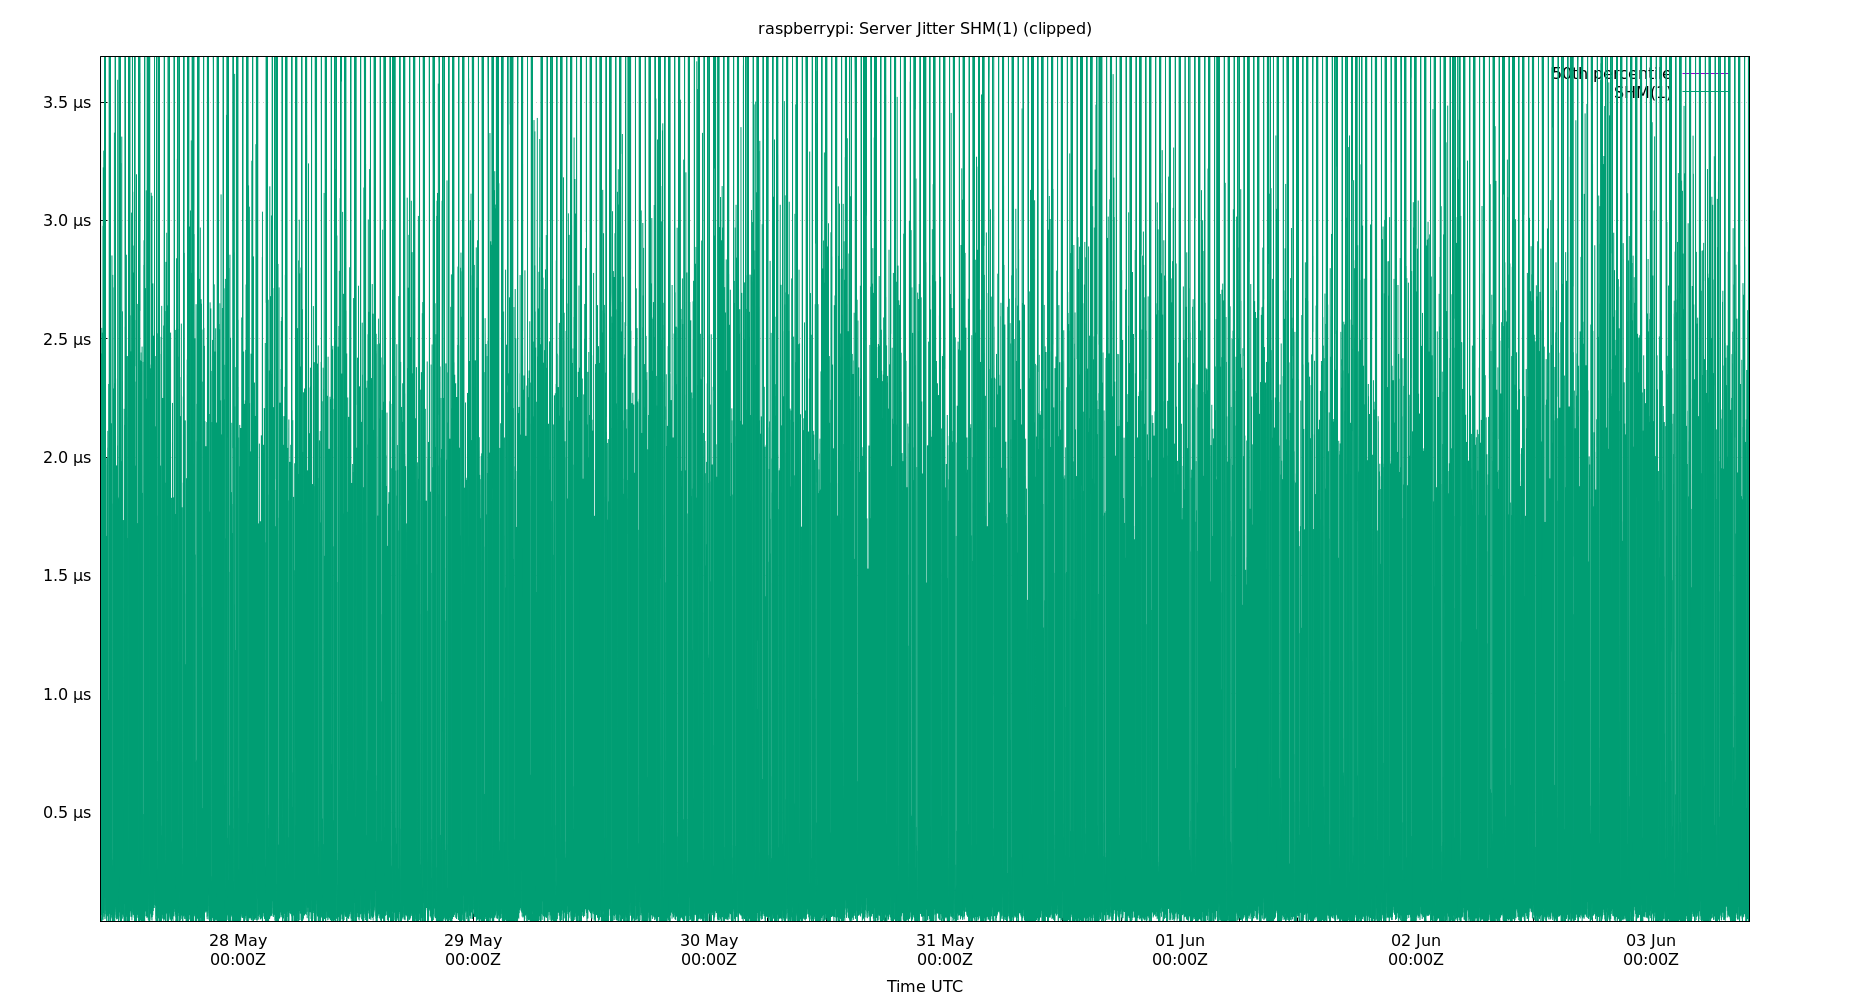 raspberrypi: Server Jitter SHM(1) (clipped)
50th percentile
SHM(1)
3.5 µs
3.0 µs
2.5 µs
2.0 µs
1.5 µs
1.0 µs
0.5 µs
28 May 29 May 30 May 31 May 01 Jun 02 Jun 03 Jun
00:00Z 00:00Z 00:00Z 00:00Z 00:00Z 00:00Z 00:00Z
Time UTC